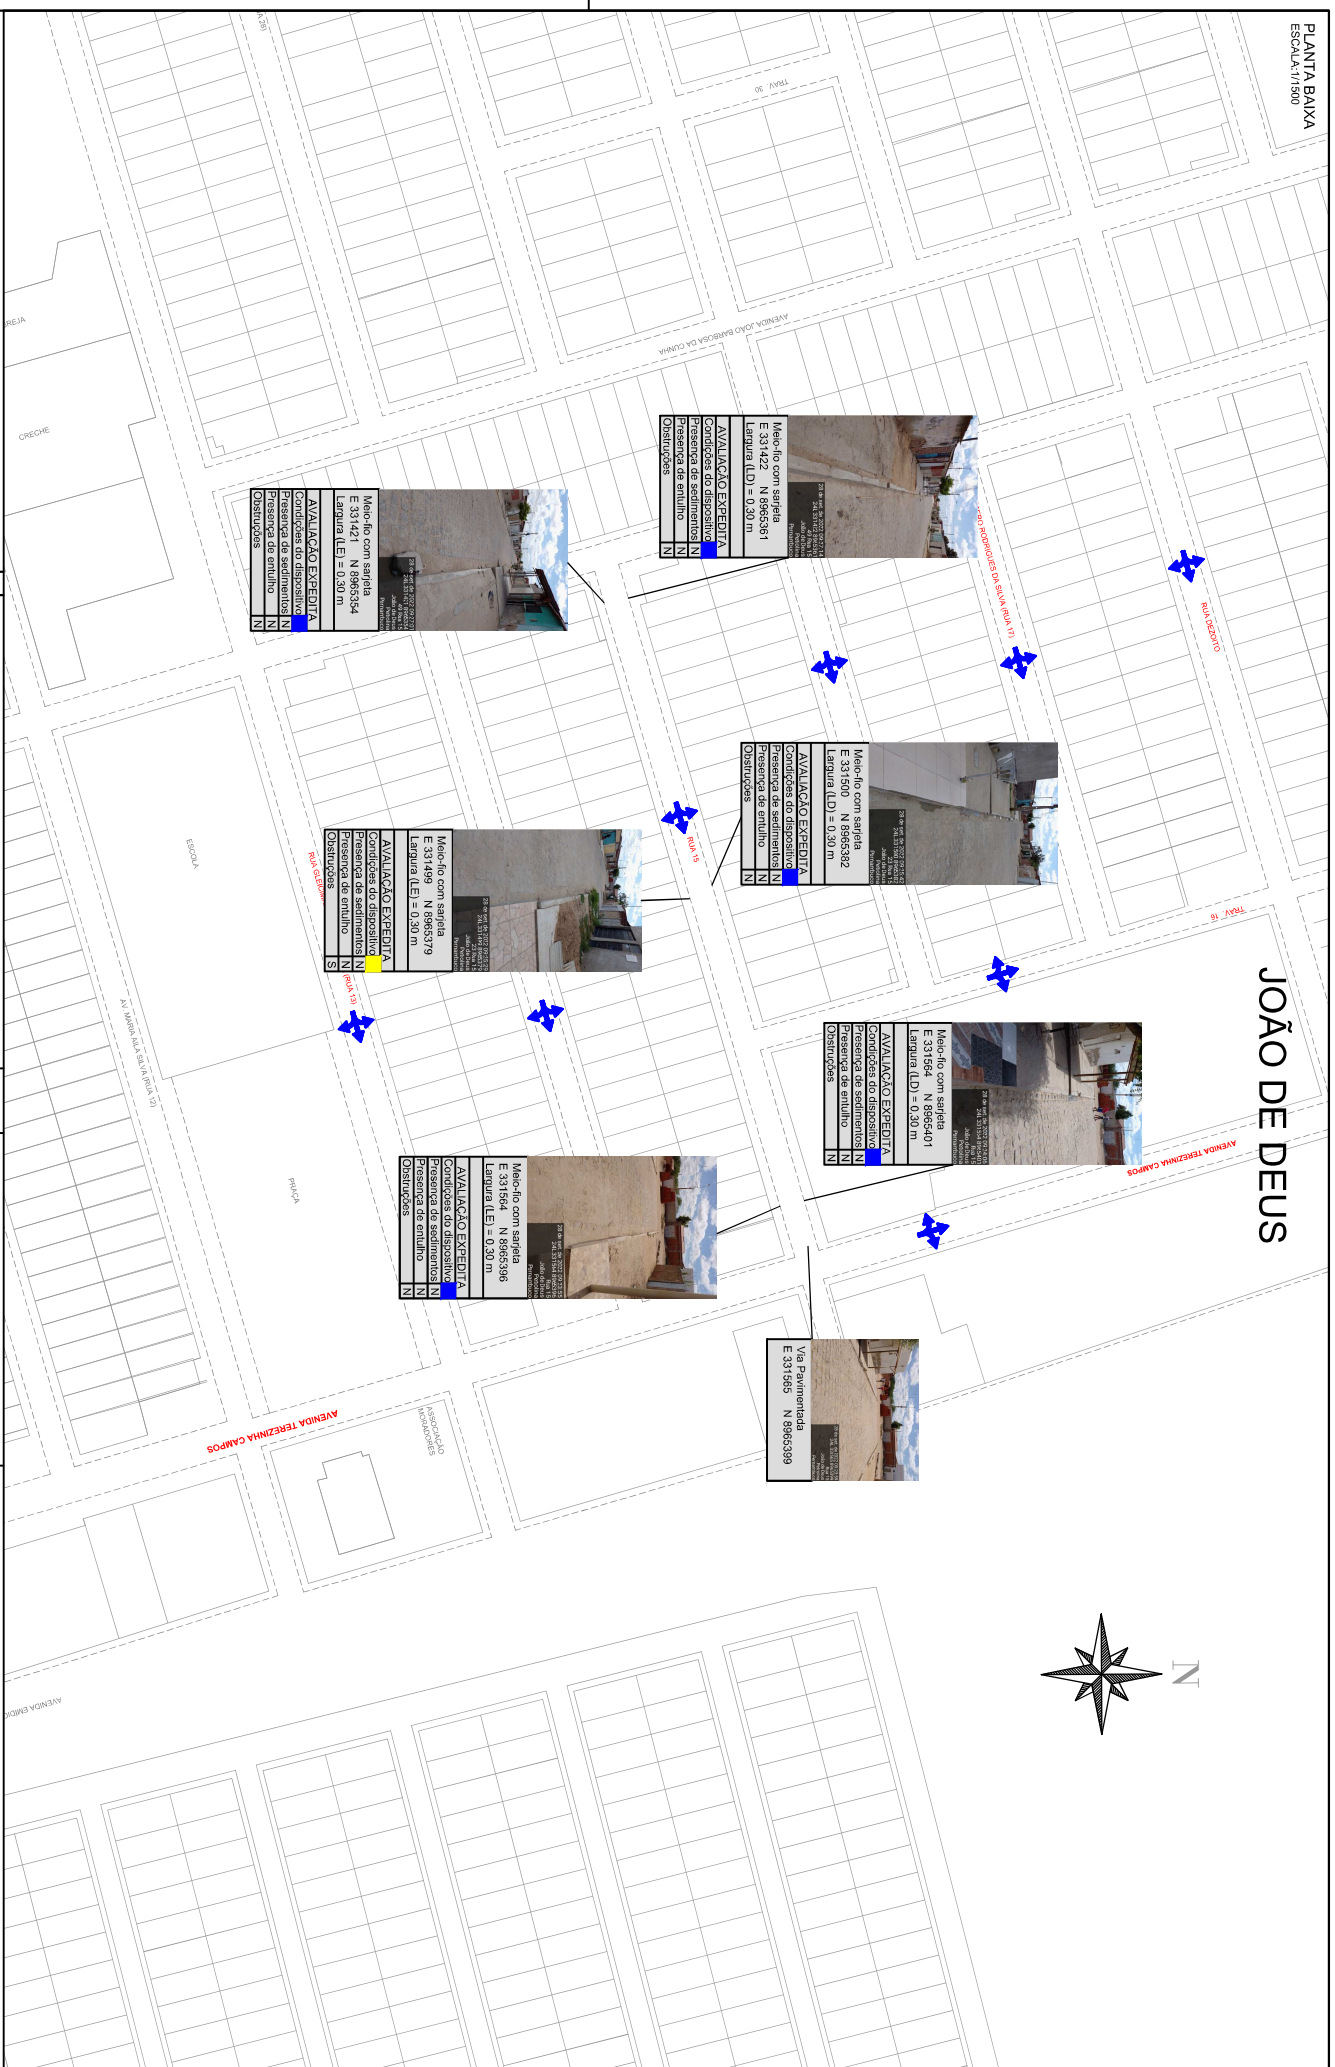 PLANTA BAIXA
ESCALA:1/1500
JOÃO DE DEUS
N
TRAV. 30
AVENIDA JOÃO BARBOSA DA CUNHA
RODRIGUES DA SILVA (RUA 17)
RUA DEZOITO
TRAV. 16
RUA 15
AVENIDA TEREZINHA CAMPOS
Meio-fio com sarjeta
E 331422 N 8965361
Largura (LD) = 0,30 m
AVALIAÇÃO EXPEDITA
Condições do dispositivo
Presença de sedimentos N
Presença de entulho N
Obstruções N
Meio-fio com sarjeta
E 331500 N 8965382
Largura (LD) = 0,30 m
AVALIAÇÃO EXPEDITA
Condições do dispositivo
Presença de sedimentos N
Presença de entulho N
Obstruções N
Meio-fio com sarjeta
E 331564 N 8965401
Largura (LD) = 0,30 m
AVALIAÇÃO EXPEDITA
Condições do dispositivo
Presença de sedimentos N
Presença de entulho N
Obstruções N
Via Pavimentada
E 331565 N 8965399
Meio-fio com sarjeta
E 331421 N 8965354
Largura (LE) = 0,30 m
AVALIAÇÃO EXPEDITA
Condições do dispositivo
Presença de sedimentos N
Presença de entulho N
Obstruções N
Meio-fio com sarjeta
E 331499 N 8965379
Largura (LE) = 0,30 m
AVALIAÇÃO EXPEDITA
Condições do dispositivo
Presença de sedimentos N
Presença de entulho N
Obstruções S
Meio-fio com sarjeta
E 331564 N 8965396
Largura (LE) = 0,30 m
AVALIAÇÃO EXPEDITA
Condições do dispositivo
Presença de sedimentos N
Presença de entulho N
Obstruções N
(RUA 13)
CRECHE
ESCOLA
PRAÇA
ASSOCIAÇÃO
MORADORES
AVENIDA TEREZINHA CAMPOS